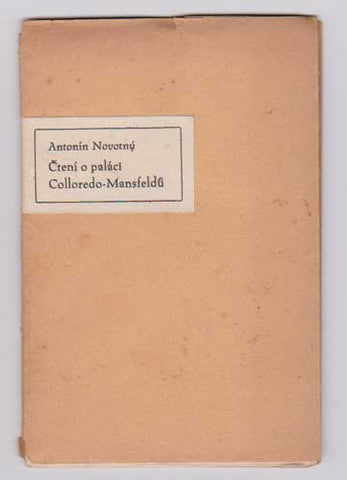 Antonín Novotný
Čtení o paláci
Colloredo-Mansfeldů